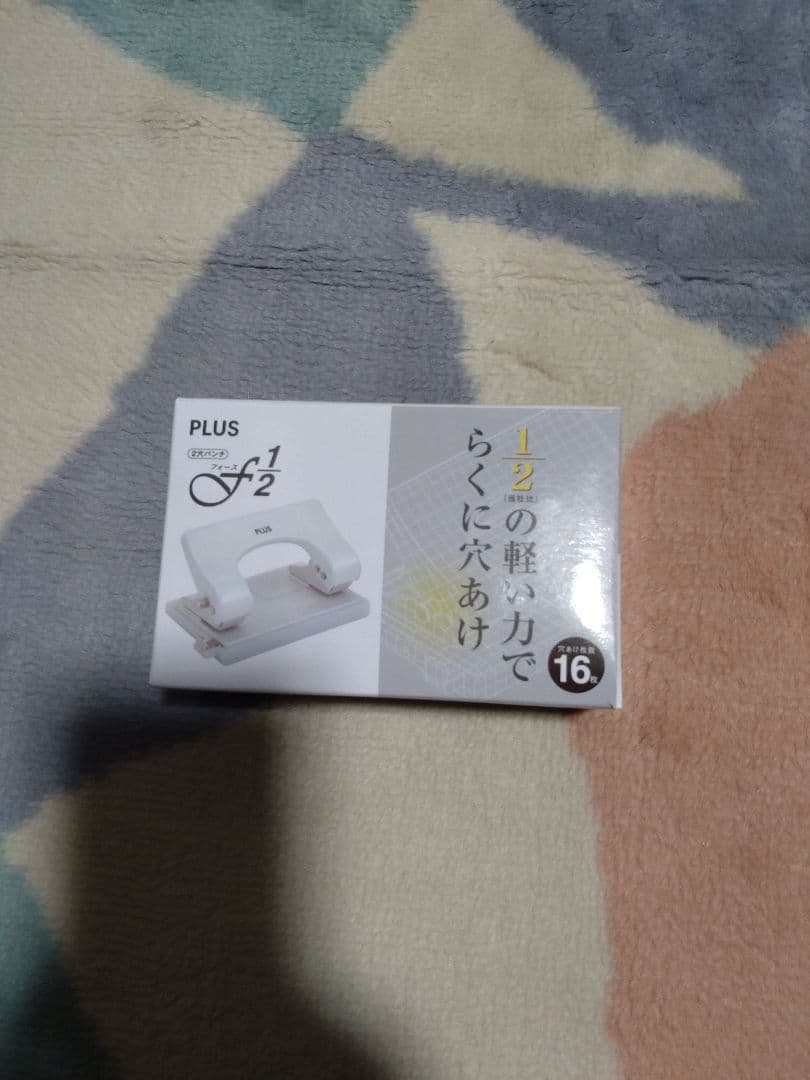 PLUS
2穴パンチ
フォース
f 1/2
PLUS
1/2の軽い力で
[当社比]
らくに穴あけ
穴あけ枚数
16枚